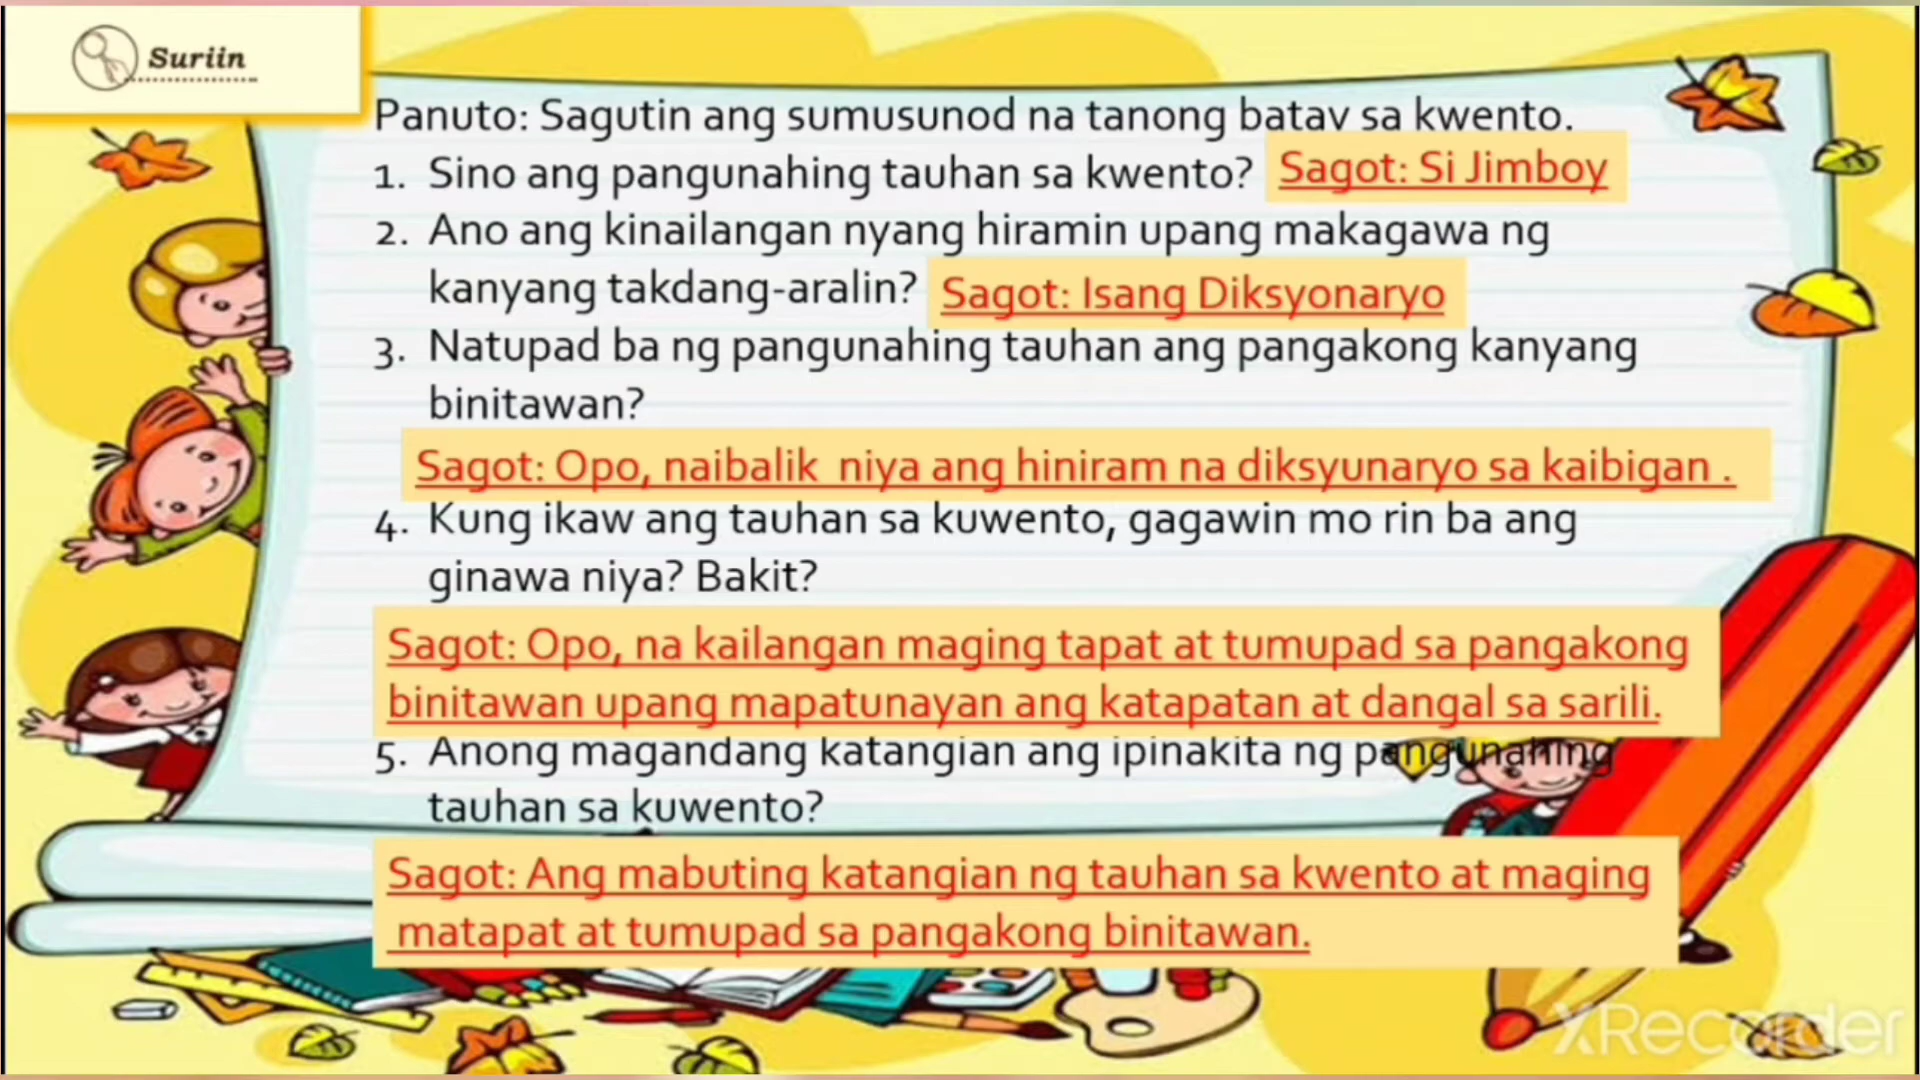 Suriin
Panuto: Sagutin ang sumusunod na tanong batay sa kwento.
1. Sino ang pangunahing tauhan sa kwento? Sagot: Si Jimboy
2. Ano ang kinailangan nyang hiramin upang makagawa ng
kanyang takdang-aralin? Sagot: Isang Diksyonaryo
3. Natupad ba ng pangunahing tauhan ang pangakong kanyang
binitawan?
Sagot: Opo, naibalik niya ang hiniram na diksyunaryo sa kaibigan .
4. Kung ikaw ang tauhan sa kuwento, gagawin mo rin ba ang
ginawa niya? Bakit?
Sagot: Opo, na kailangan maging tapat at tumupad sa pangakong
binitawan upang mapatunayan ang katapatan at dangal sa sarili.
5. Anong magandang katangian ang ipinakita ng pangunahing
tauhan sa kuwento?
Sagot: Ang mabuting katangian ng tauhan sa kwento at maging
matapat at tumupad sa pangakong binitawan.
XRecorder